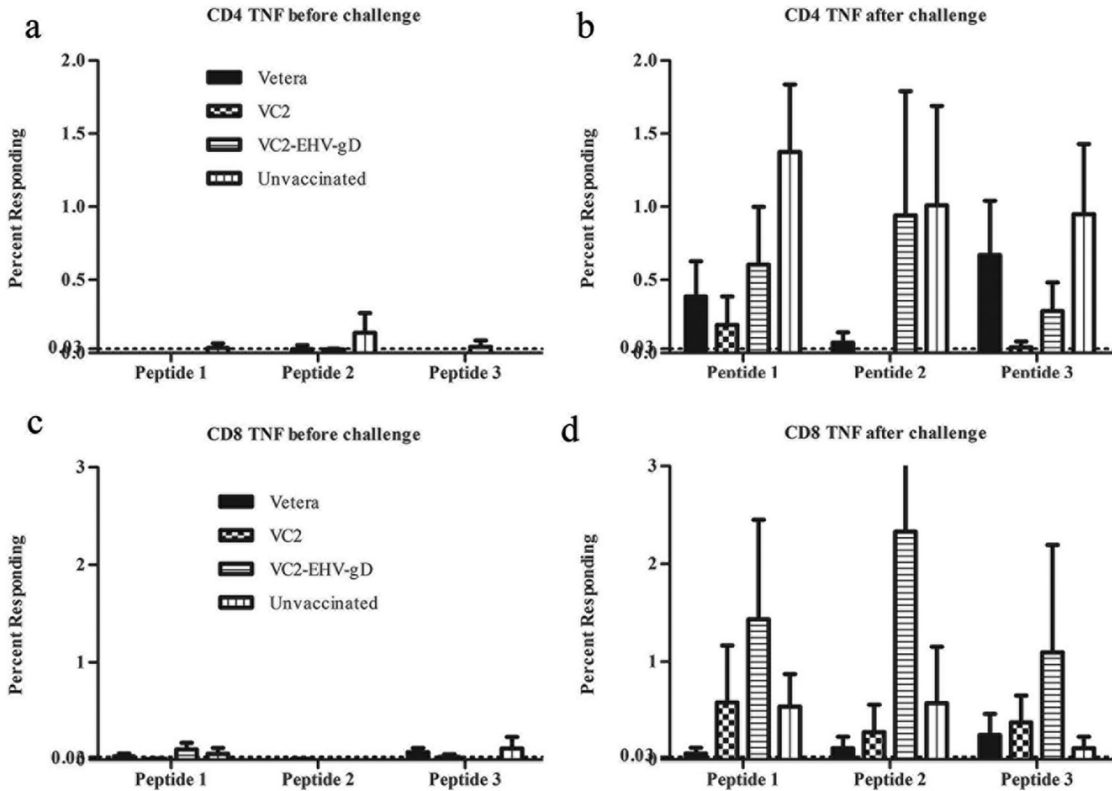 a
CD4 TNF before challenge
Percent Responding
2.0
1.5
1.0
0.5
0.03
0.0
Vetera
VC2
VC2-EHV-gD
Unvaccinated
Peptide 1
Peptide 2
Peptide 3
b
CD4 TNF after challenge
Percent Responding
2.0
1.5
1.0
0.5
0.03
0.0
Pentide 1
Pentide 2
Pentide 3
c
CD8 TNF before challenge
Percent Responding
3
2
1
0.03
0
Vetera
VC2
VC2-EHV-gD
Unvaccinated
Peptide 1
Peptide 2
Peptide 3
d
CD8 TNF after challenge
Percent Responding
3
2
1
0.03
0
Peptide 1
Peptide 2
Peptide 3